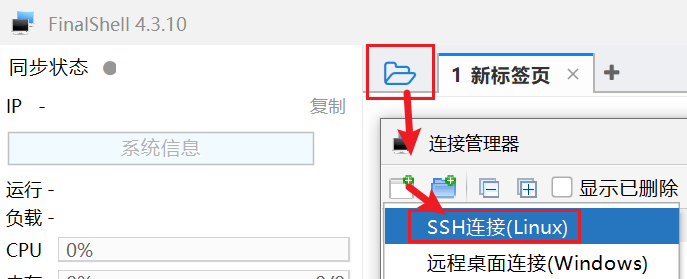 FinalShell 4.3.10
同步状态
IP -
复制
系统信息
运行 -
负载 -
CPU 0%
1 新标签页
连接管理器
显示已删除
SSH连接(Linux)
远程桌面连接(Windows)